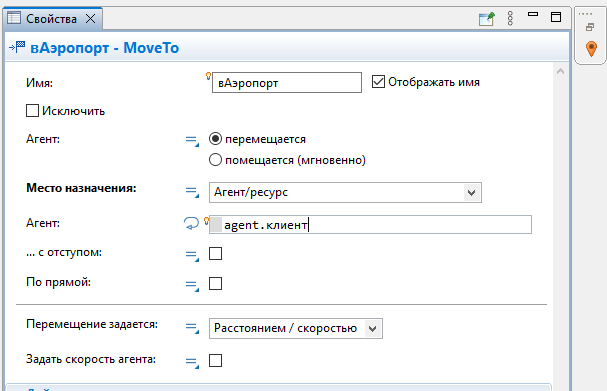 Свойства
вАэропорт - MoveTo
Имя: вАэропорт Отображать имя
Исключить
Агент: перемещается
помещается (мгновенно)
Место назначения: Агент/ресурс
Агент: agent.клиент
... с отступом:
По прямой:
Перемещение задается: Расстоянием / скоростью
Задать скорость агента: